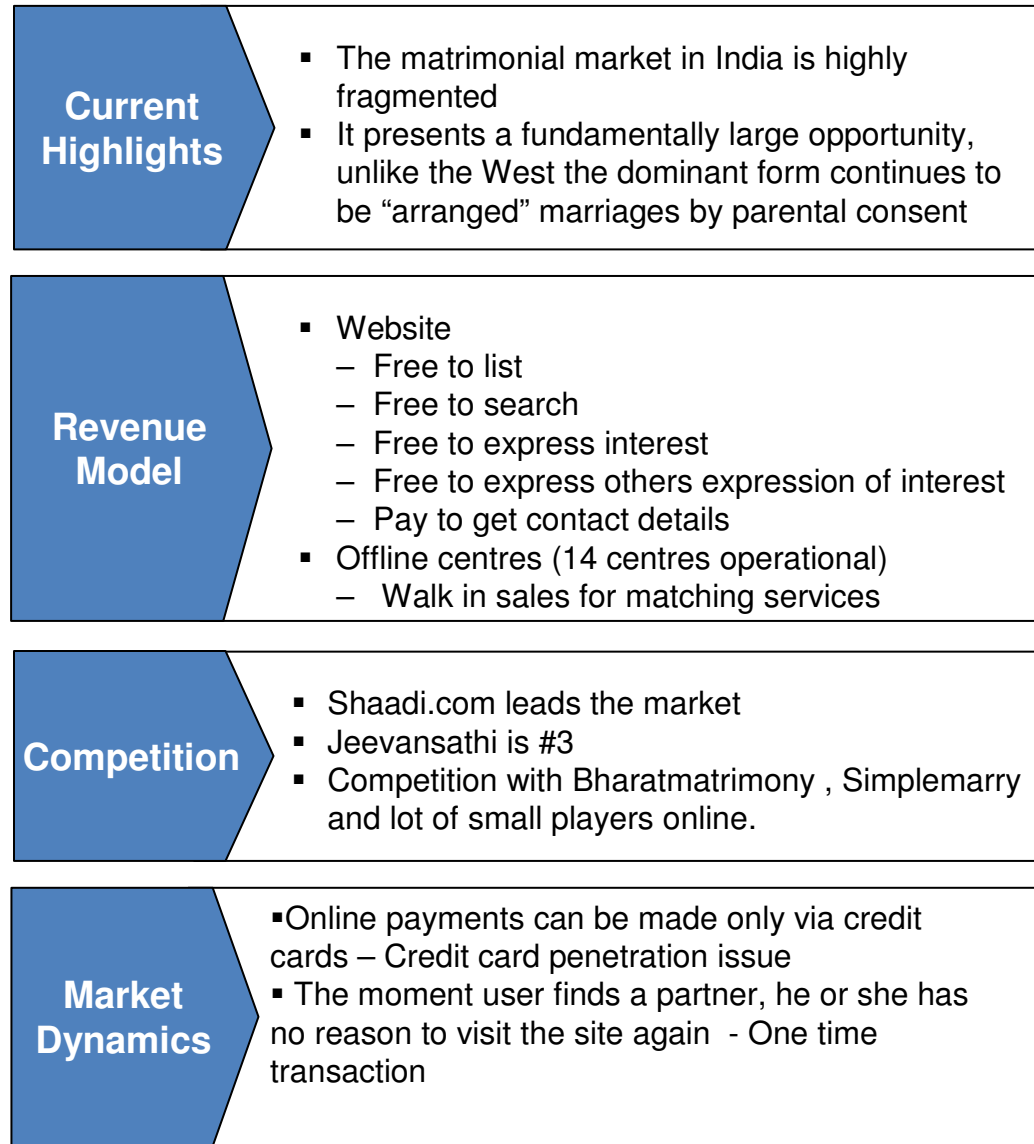 Current
Highlights
▪ The matrimonial market in India is highly
fragmented
▪ It presents a fundamentally large opportunity,
unlike the West the dominant form continues to
be “arranged” marriages by parental consent
Revenue
Model
▪ Website
– Free to list
– Free to search
– Free to express interest
– Free to express others expression of interest
– Pay to get contact details
▪ Offline centres (14 centres operational)
– Walk in sales for matching services
Competition
▪ Shaadi.com leads the market
▪ Jeevansathi is #3
▪ Competition with Bharatmatrimony , Simplemarry
and lot of small players online.
Market
Dynamics
▪Online payments can be made only via credit
cards – Credit card penetration issue
▪ The moment user finds a partner, he or she has
no reason to visit the site again - One time
transaction